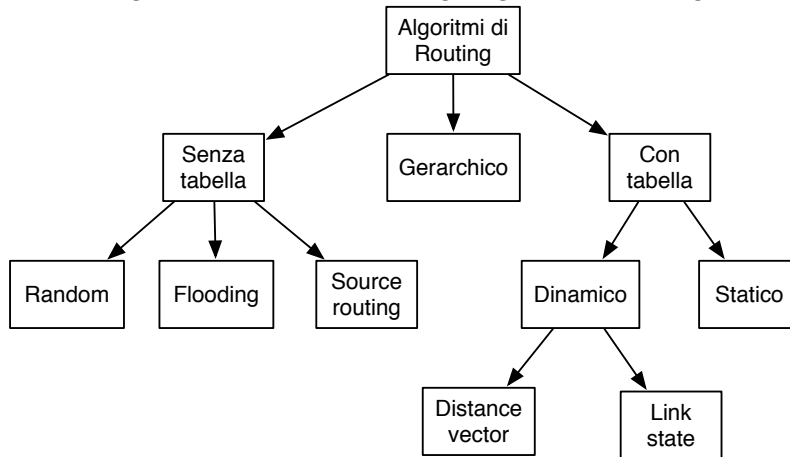 Algoritmi di
Routing
Senza
tabella
Gerarchico
Con
tabella
Random
Flooding
Source
routing
Dinamico
Statico
Distance
vector
Link
state